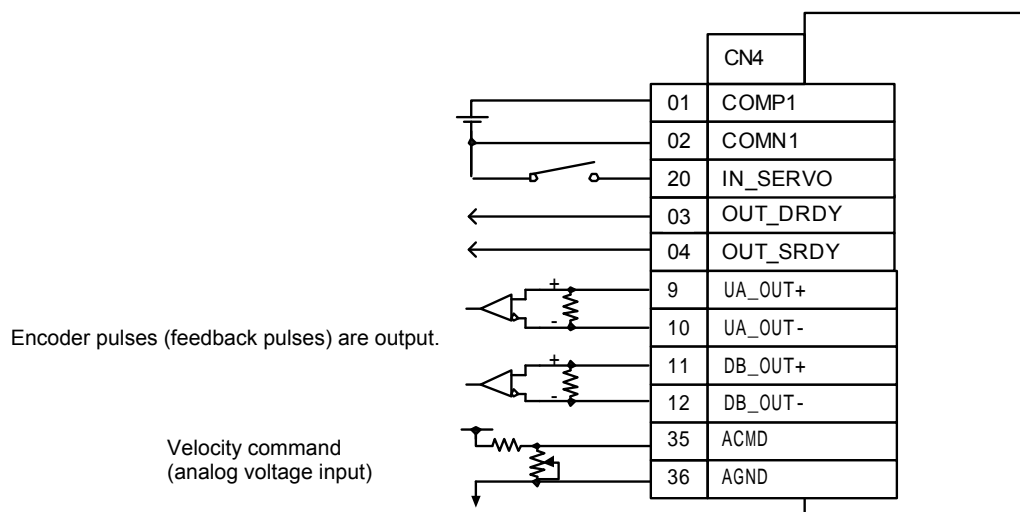 CN4
01 COMP1
02 COMN1
20 IN_SERVO
03 OUT_DRDY
04 OUT_SRDY
+ 9 UA_OUT+
- 10 UA_OUT-
Encoder pulses (feedback pulses) are output.
+ 11 DB_OUT+
- 12 DB_OUT-
35 ACMD
Velocity command
(analog voltage input)
36 AGND